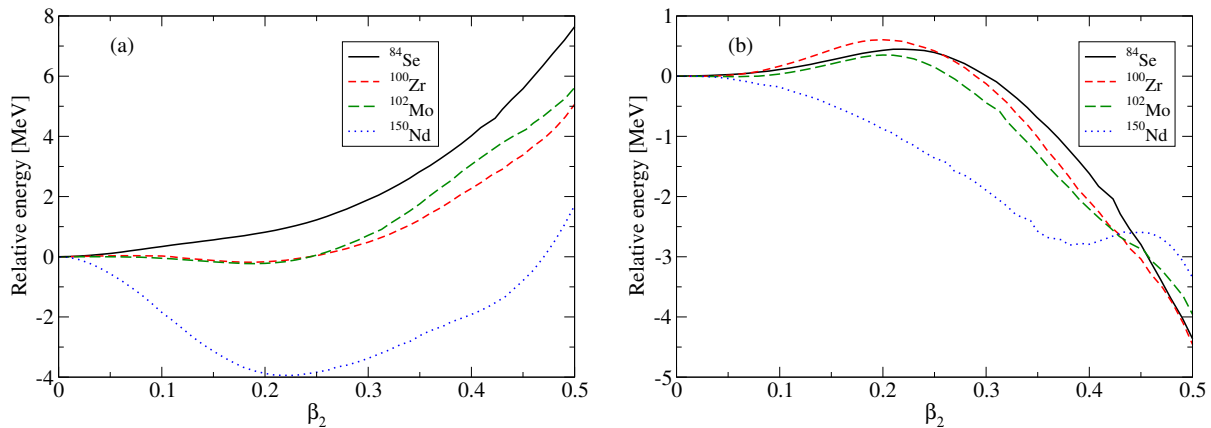 (a)
⁸⁴Se
¹⁰⁰Zr
¹⁰²Mo
¹⁵⁰Nd
Relative energy [MeV]
8
6
4
2
0
-2
-4
0
0.1
0.2
0.3
0.4
0.5
β₂
(b)
⁸⁴Se
¹⁰⁰Zr
¹⁰²Mo
¹⁵⁰Nd
Relative energy [MeV]
1
0
-1
-2
-3
-4
-5
0
0.1
0.2
0.3
0.4
0.5
β₂